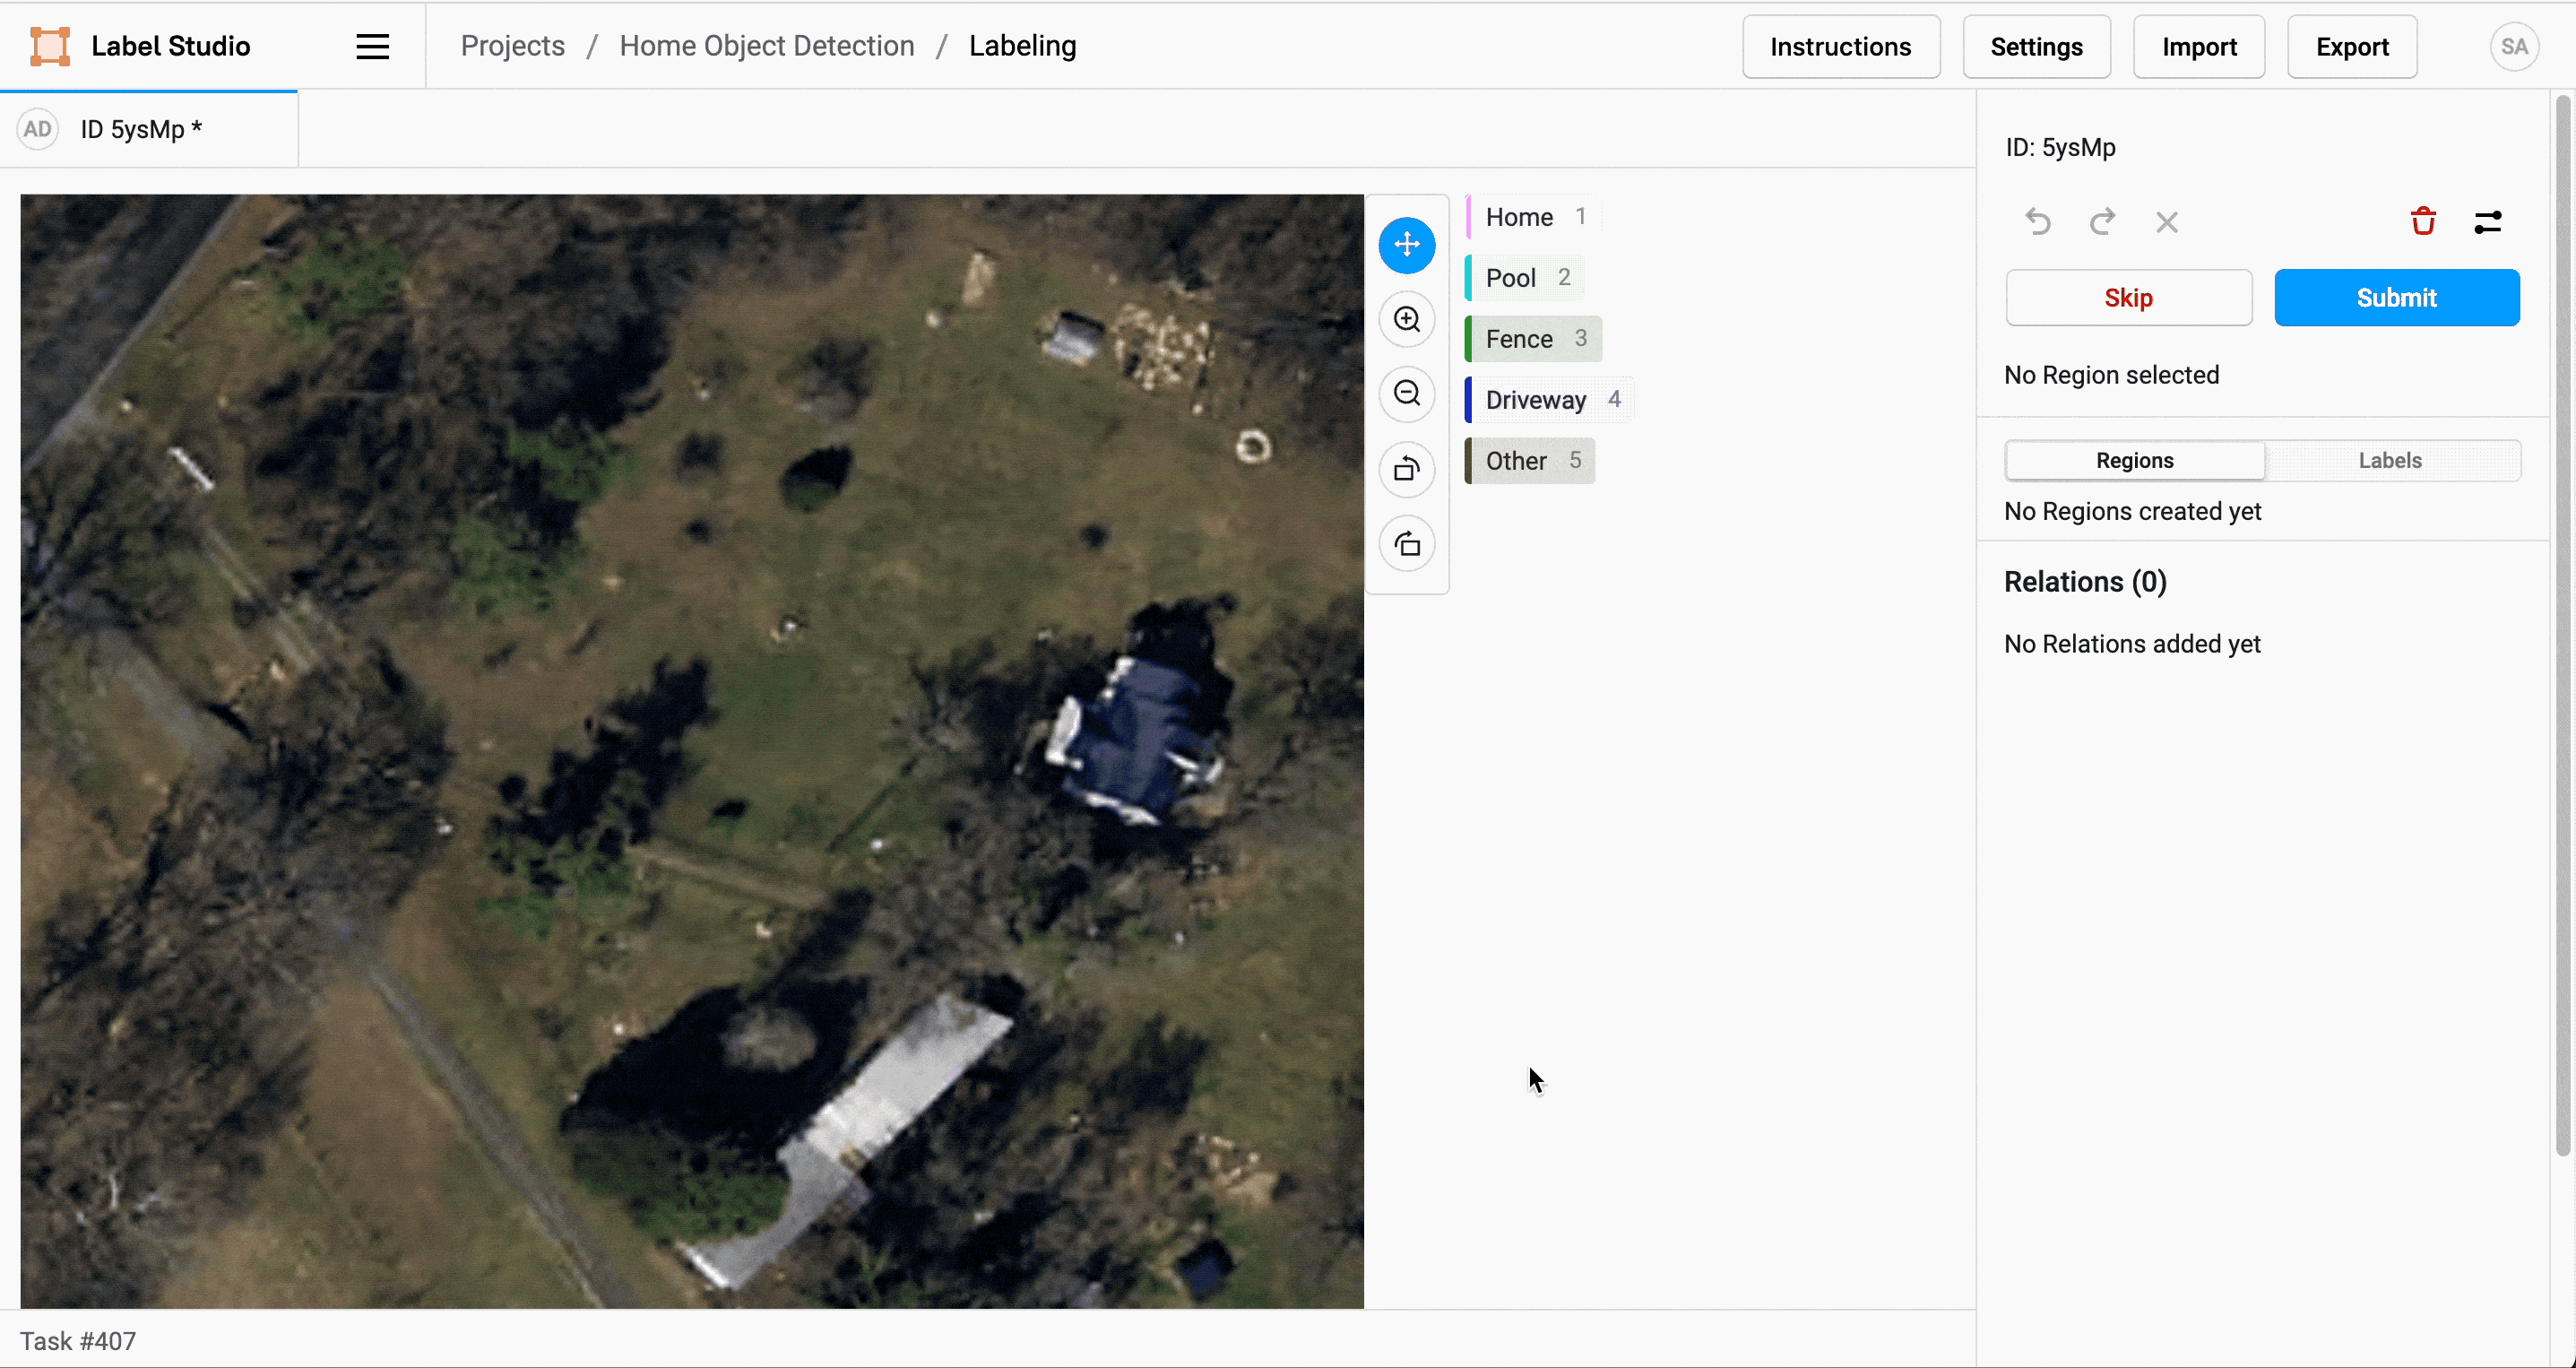 Label Studio
Projects / Home Object Detection / Labeling
Instructions
Settings
Import
Export
SA
AD
ID 5ysMp *
Home 1
Pool 2
Fence 3
Driveway 4
Other 5
ID: 5ysMp
Skip
Submit
No Region selected
Regions
Labels
No Regions created yet
Relations (0)
No Relations added yet
Task #407